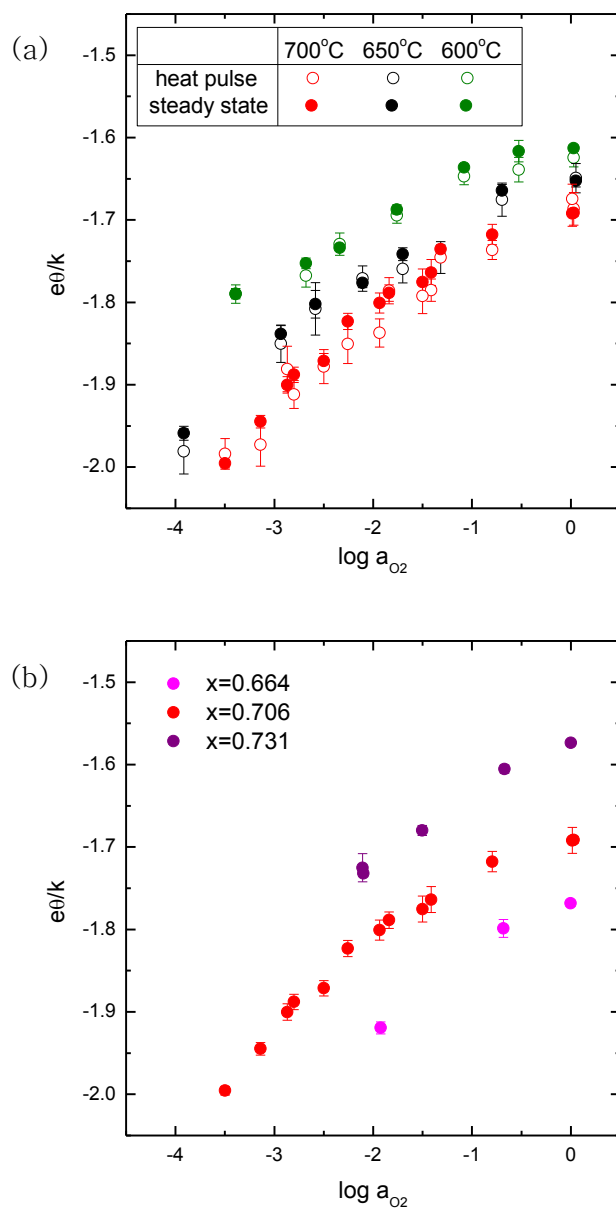 (a)
700°C 650°C 600°C
heat pulse
steady state
-1.5
-1.6
-1.7
-1.8
-1.9
-2.0
eθ/k
-4 -3 -2 -1 0
log a_O2
(b)
x=0.664
x=0.706
x=0.731
-1.5
-1.6
-1.7
-1.8
-1.9
-2.0
eθ/k
-4 -3 -2 -1 0
log a_O2